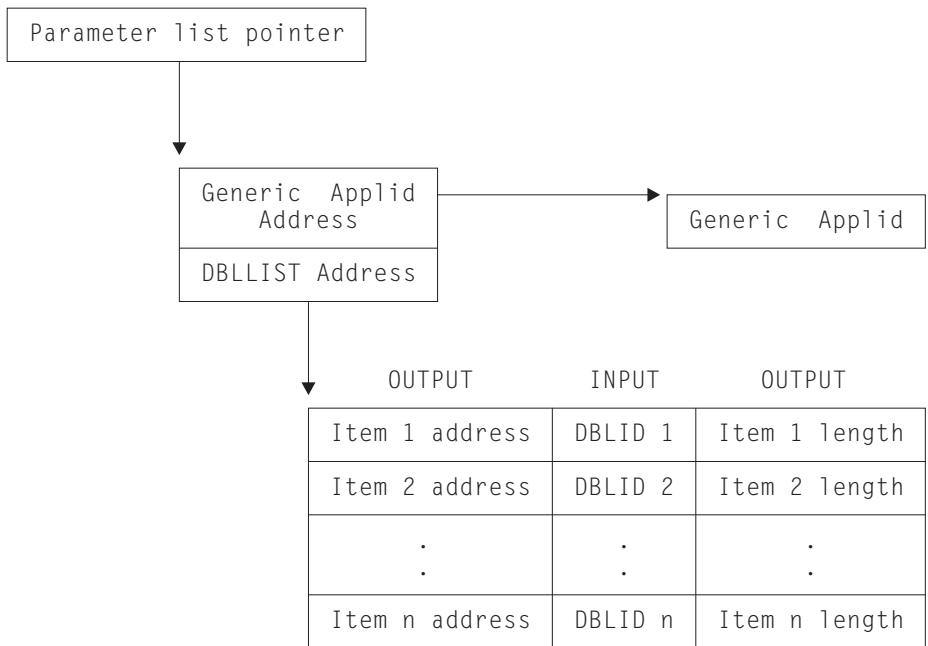 Parameter list pointer
Generic Applid
Address
Generic Applid
DBLLIST Address
OUTPUT INPUT OUTPUT
Item 1 address DBLID 1 Item 1 length
Item 2 address DBLID 2 Item 2 length
. . .
. . .
Item n address DBLID n Item n length